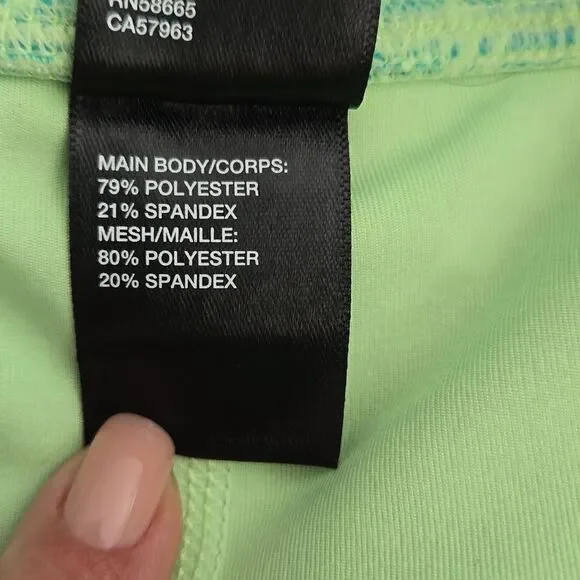 RN58665
CA57963
MAIN BODY/CORPS:
79% POLYESTER
21% SPANDEX
MESH/MAILLE:
80% POLYESTER
20% SPANDEX